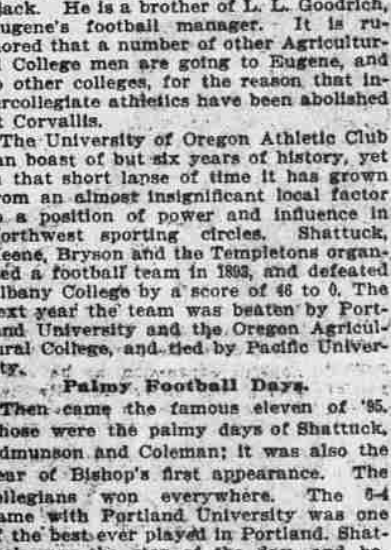 ack. He is a brother of L. L. Goodrich,
ugene's football manager. It is ru-
ored that a number of other Agricultur-
l College men are going to Eugene, and
o other colleges, for the reason that in-
ercollegiate athletics have been abolished
t Corvallis.
The University of Oregon Athletic Club
an boast of but six years of history, yet
n that short lapse of time it has grown
rom an almost insignificant local factor
o a position of power and influence in
orthwest sporting circles. Shattuck,
eene, Bryson and the Templetons organ-
zed a football team in 1893, and defeated
lbany College by a score of 46 to 0. The
ext year the team was beaten by Port-
and University and the Oregon Agricul-
ural College, and tied by Pacific Univer-
ty.
Palmy Football Days.
Then came the famous eleven of '95.
hose were the palmy days of Shattuck,
dmunson and Coleman; it was also the
ear of Bishop's first appearance. The
ollegians won everywhere. The 6-4
ame with Portland University was one
f the best ever played in Portland. Shat-